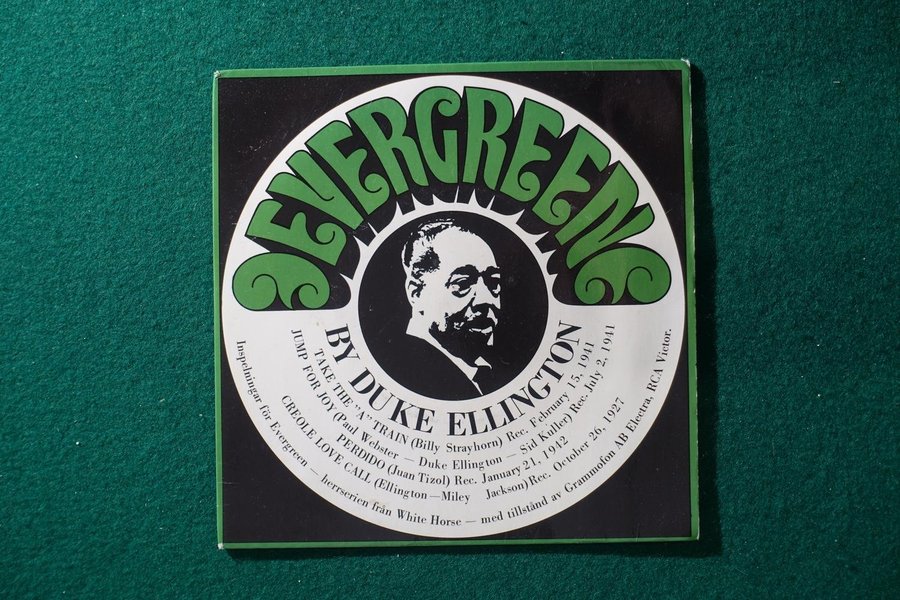 EVERGREEN
BY DUKE ELLINGTON
TAKE THE "A" TRAIN (Billy Strayhorn) Rec. February 15, 1941
JUMP FOR JOY (Paul Webster — Duke Ellington — Sid Kuller) Rec. July 2, 1941
PERDIDO (Juan Tizol) Rec. January 21, 1942
CREOLE LOVE CALL (Ellington—Miley Jackson) Rec. October 26, 1927
Inspelningar för Evergreen — herrserien från White Horse — med tillstånd av Grammofon AB Electra, RCA Victor.